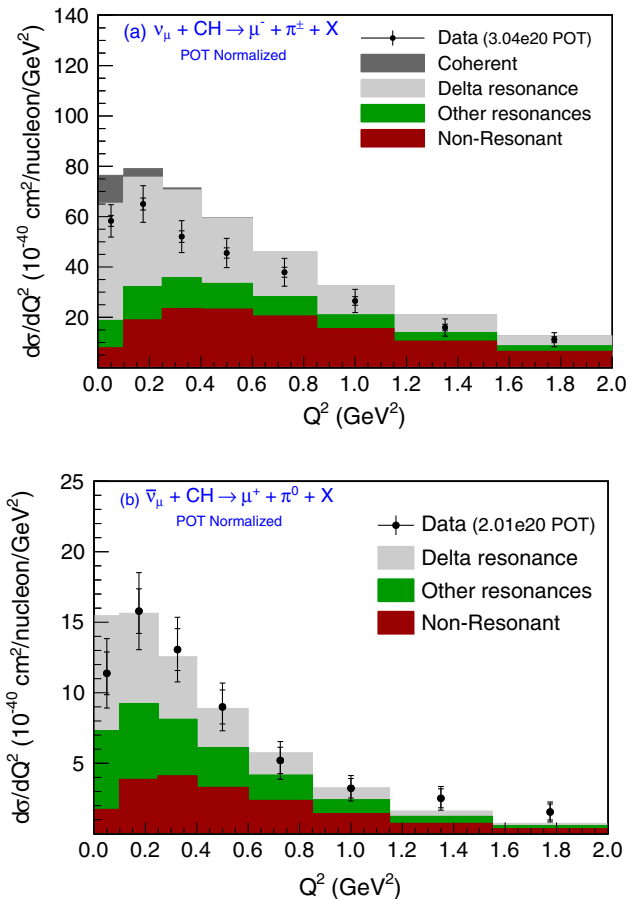 (a) ν_μ + CH → μ⁻ + π^± + X
POT Normalized
Data (3.04e20 POT)
Coherent
Delta resonance
Other resonances
Non-Resonant
dσ/dQ² (10⁻⁴⁰ cm²/nucleon/GeV²)
140
120
100
80
60
40
20
0.0 0.2 0.4 0.6 0.8 1.0 1.2 1.4 1.6 1.8 2.0
Q² (GeV²)
(b) ν̅_μ + CH → μ⁺ + π⁰ + X
POT Normalized
Data (2.01e20 POT)
Delta resonance
Other resonances
Non-Resonant
dσ/dQ² (10⁻⁴⁰ cm²/nucleon/GeV²)
25
20
15
10
5
0.0 0.2 0.4 0.6 0.8 1.0 1.2 1.4 1.6 1.8 2.0
Q² (GeV²)